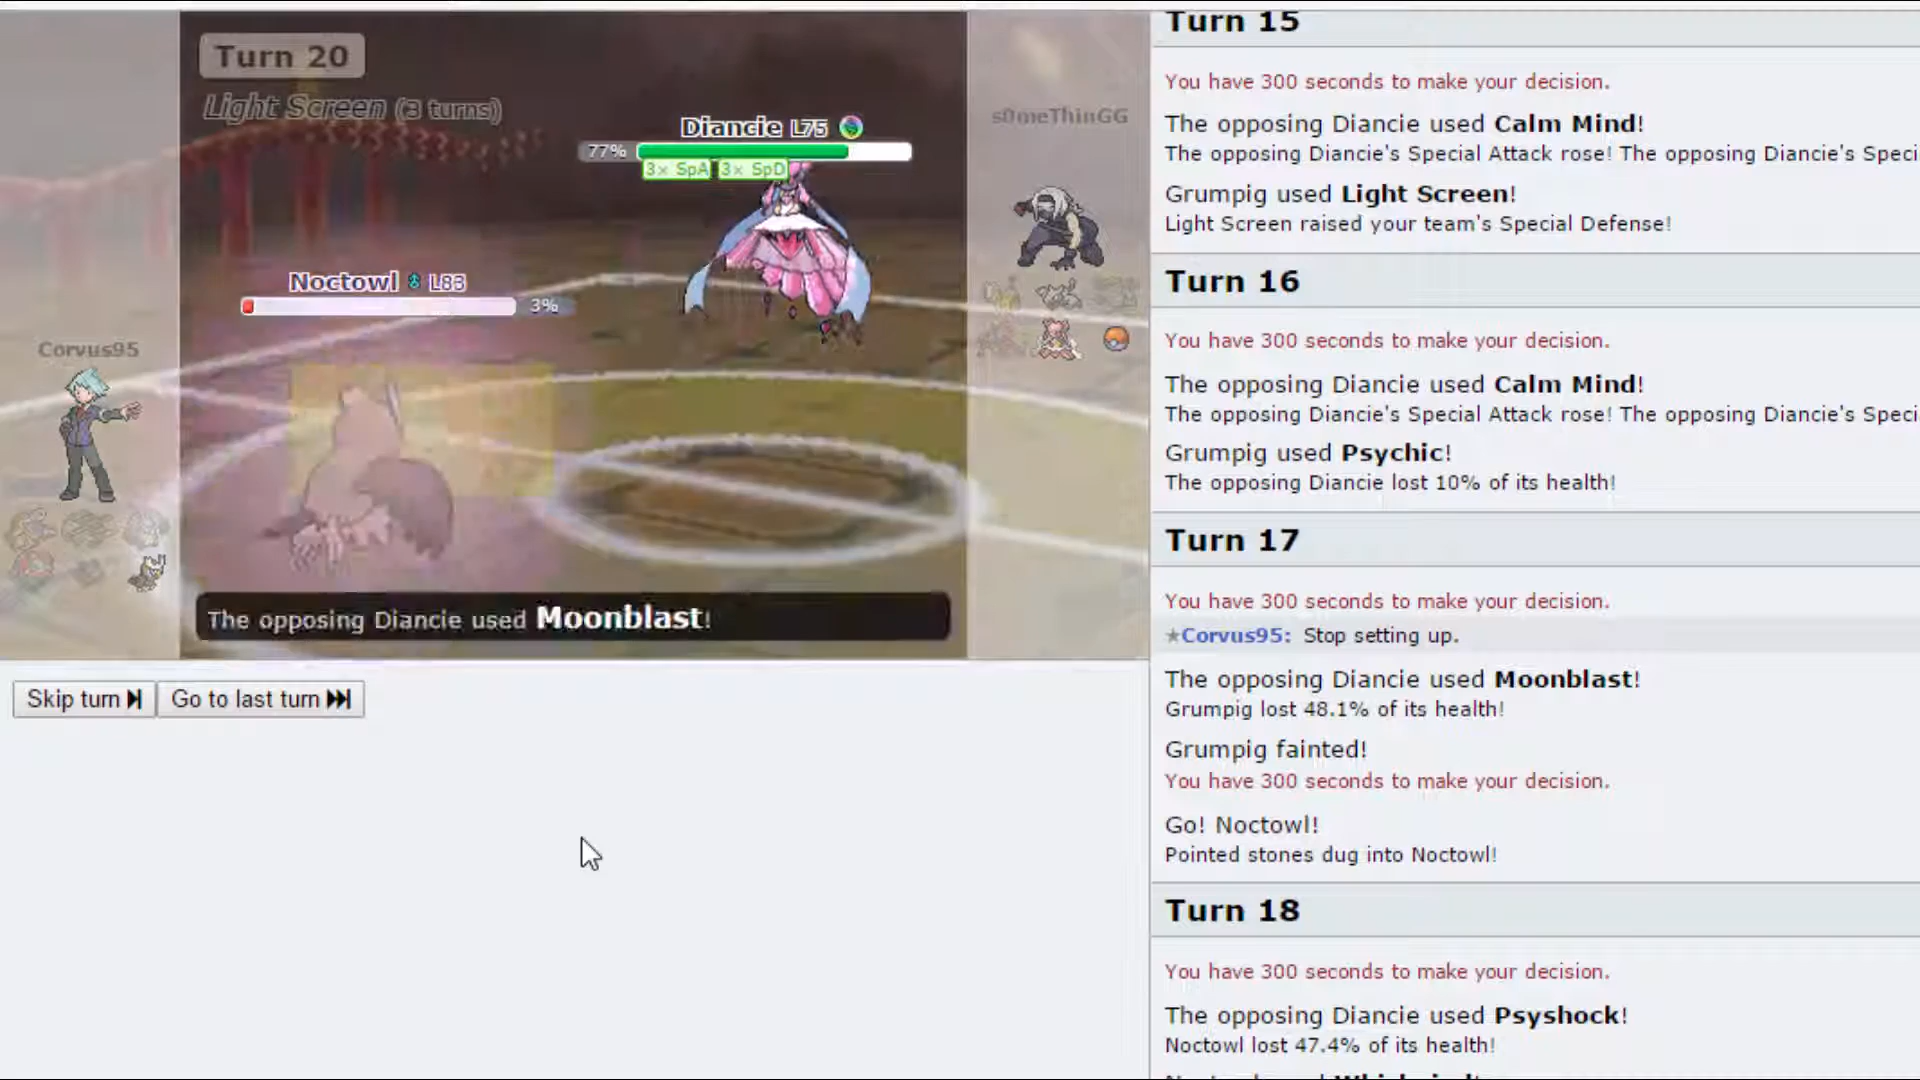 Turn 20
Light Screen (3 turns)
Diancie L75
77%
3× SpA 3× SpD
Noctowl L83
3%
Corvus95
s0meThinGG
The opposing Diancie used Moonblast!
Skip turn
Go to last turn
Turn 15
You have 300 seconds to make your decision.
The opposing Diancie used Calm Mind!
The opposing Diancie's Special Attack rose! The opposing Diancie's Speci
Grumpig used Light Screen!
Light Screen raised your team's Special Defense!
Turn 16
You have 300 seconds to make your decision.
The opposing Diancie used Calm Mind!
The opposing Diancie's Special Attack rose! The opposing Diancie's Speci
Grumpig used Psychic!
The opposing Diancie lost 10% of its health!
Turn 17
You have 300 seconds to make your decision.
★Corvus95: Stop setting up.
The opposing Diancie used Moonblast!
Grumpig lost 48.1% of its health!
Grumpig fainted!
You have 300 seconds to make your decision.
Go! Noctowl!
Pointed stones dug into Noctowl!
Turn 18
You have 300 seconds to make your decision.
The opposing Diancie used Psyshock!
Noctowl lost 47.4% of its health!